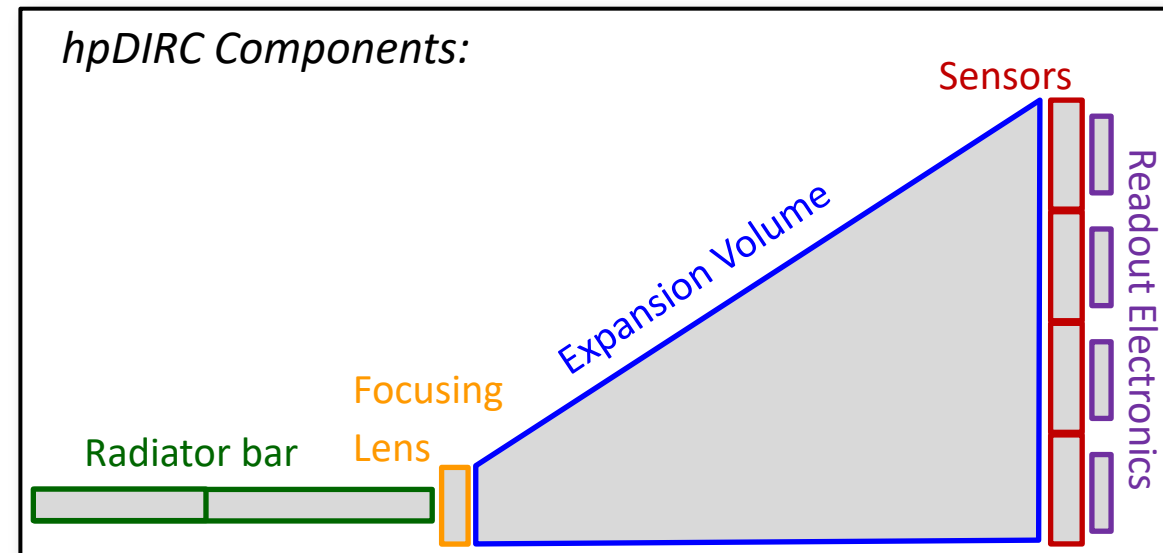 hpDIRC Components:
Sensors
Readout Electronics
Expansion Volume
Focusing
Lens
Radiator bar